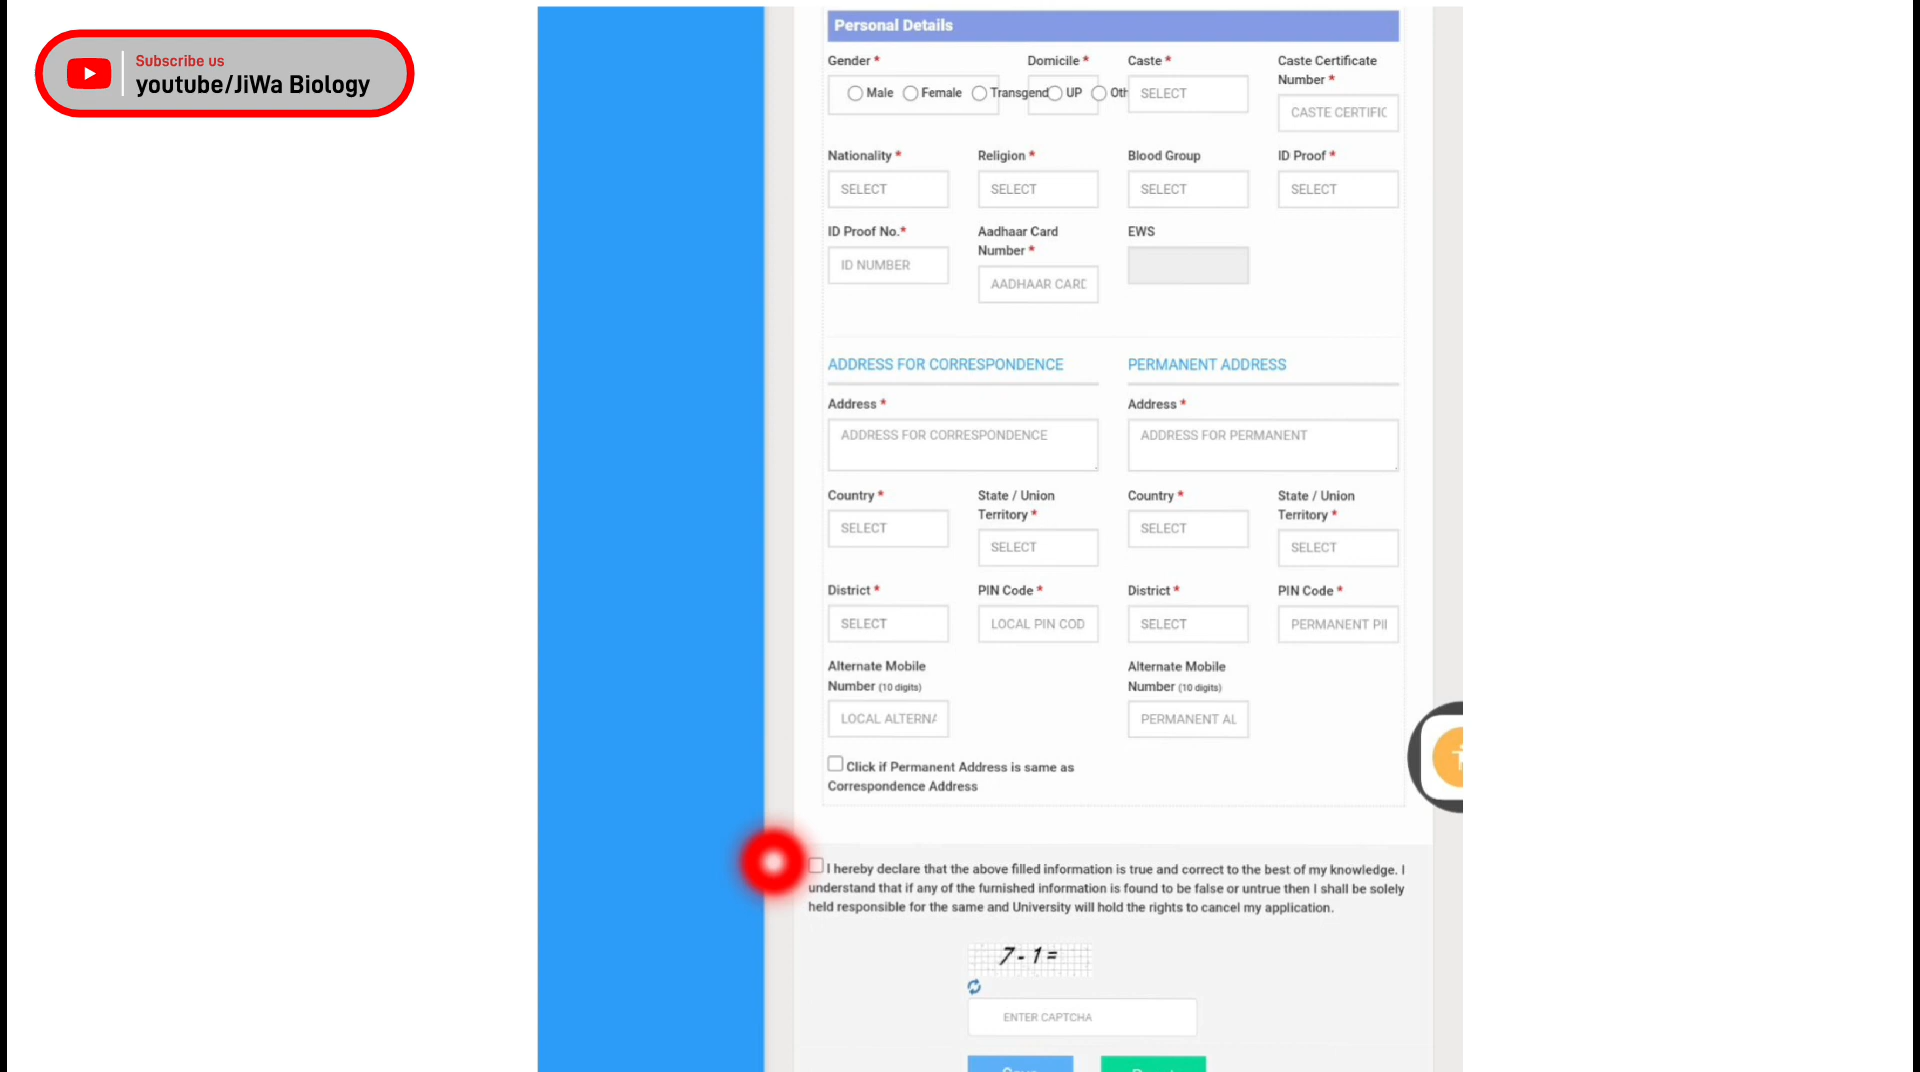 Subscribe us
youtube/JiWa Biology
Personal Details
Gender * Domicile * Caste * Caste Certificate Number *
Male Female Transgend UP Oth SELECT CASTE CERTIFIC
Nationality * Religion * Blood Group ID Proof *
SELECT SELECT SELECT SELECT
ID Proof No.* Aadhaar Card Number * EWS
ID NUMBER AADHAAR CARD
ADDRESS FOR CORRESPONDENCE PERMANENT ADDRESS
Address * Address *
ADDRESS FOR CORRESPONDENCE ADDRESS FOR PERMANENT
Country * State / Union Territory * Country * State / Union Territory *
SELECT SELECT SELECT SELECT
District * PIN Code * District * PIN Code *
SELECT LOCAL PIN COD SELECT PERMANENT PI
Alternate Mobile Number (10 digits) Alternate Mobile Number (10 digits)
LOCAL ALTERNA PERMANENT AL
Click if Permanent Address is same as
Correspondence Address
I hereby declare that the above filled information is true and correct to the best of my knowledge. I
understand that if any of the furnished information is found to be false or untrue then I shall be solely
held responsible for the same and University will hold the rights to cancel my application.
7 - 1 =
ENTER CAPTCHA